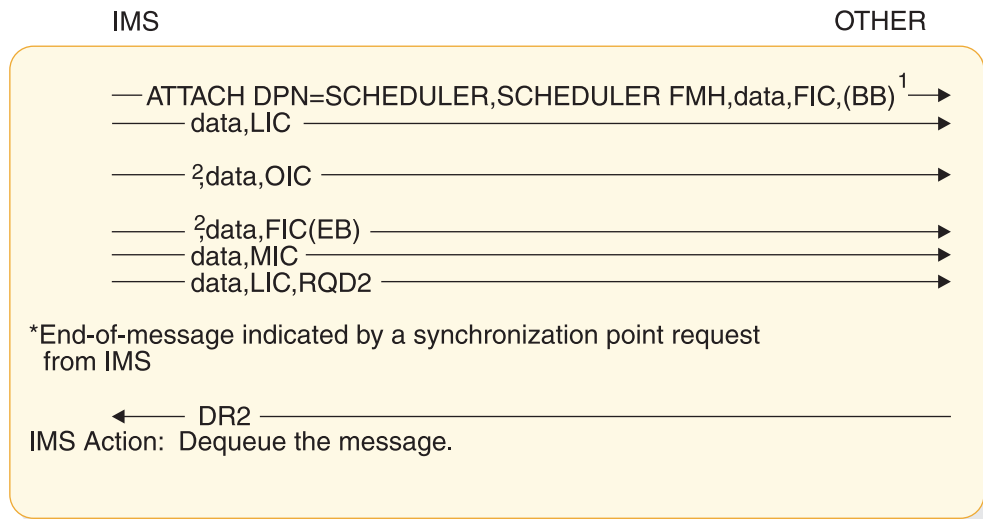 IMS OTHER
ATTACH DPN=SCHEDULER,SCHEDULER FMH,data,FIC,(BB)1
data,LIC
2,data,OIC
2,data,FIC(EB)
data,MIC
data,LIC,RQD2
*End-of-message indicated by a synchronization point request
from IMS
DR2
IMS Action: Dequeue the message.